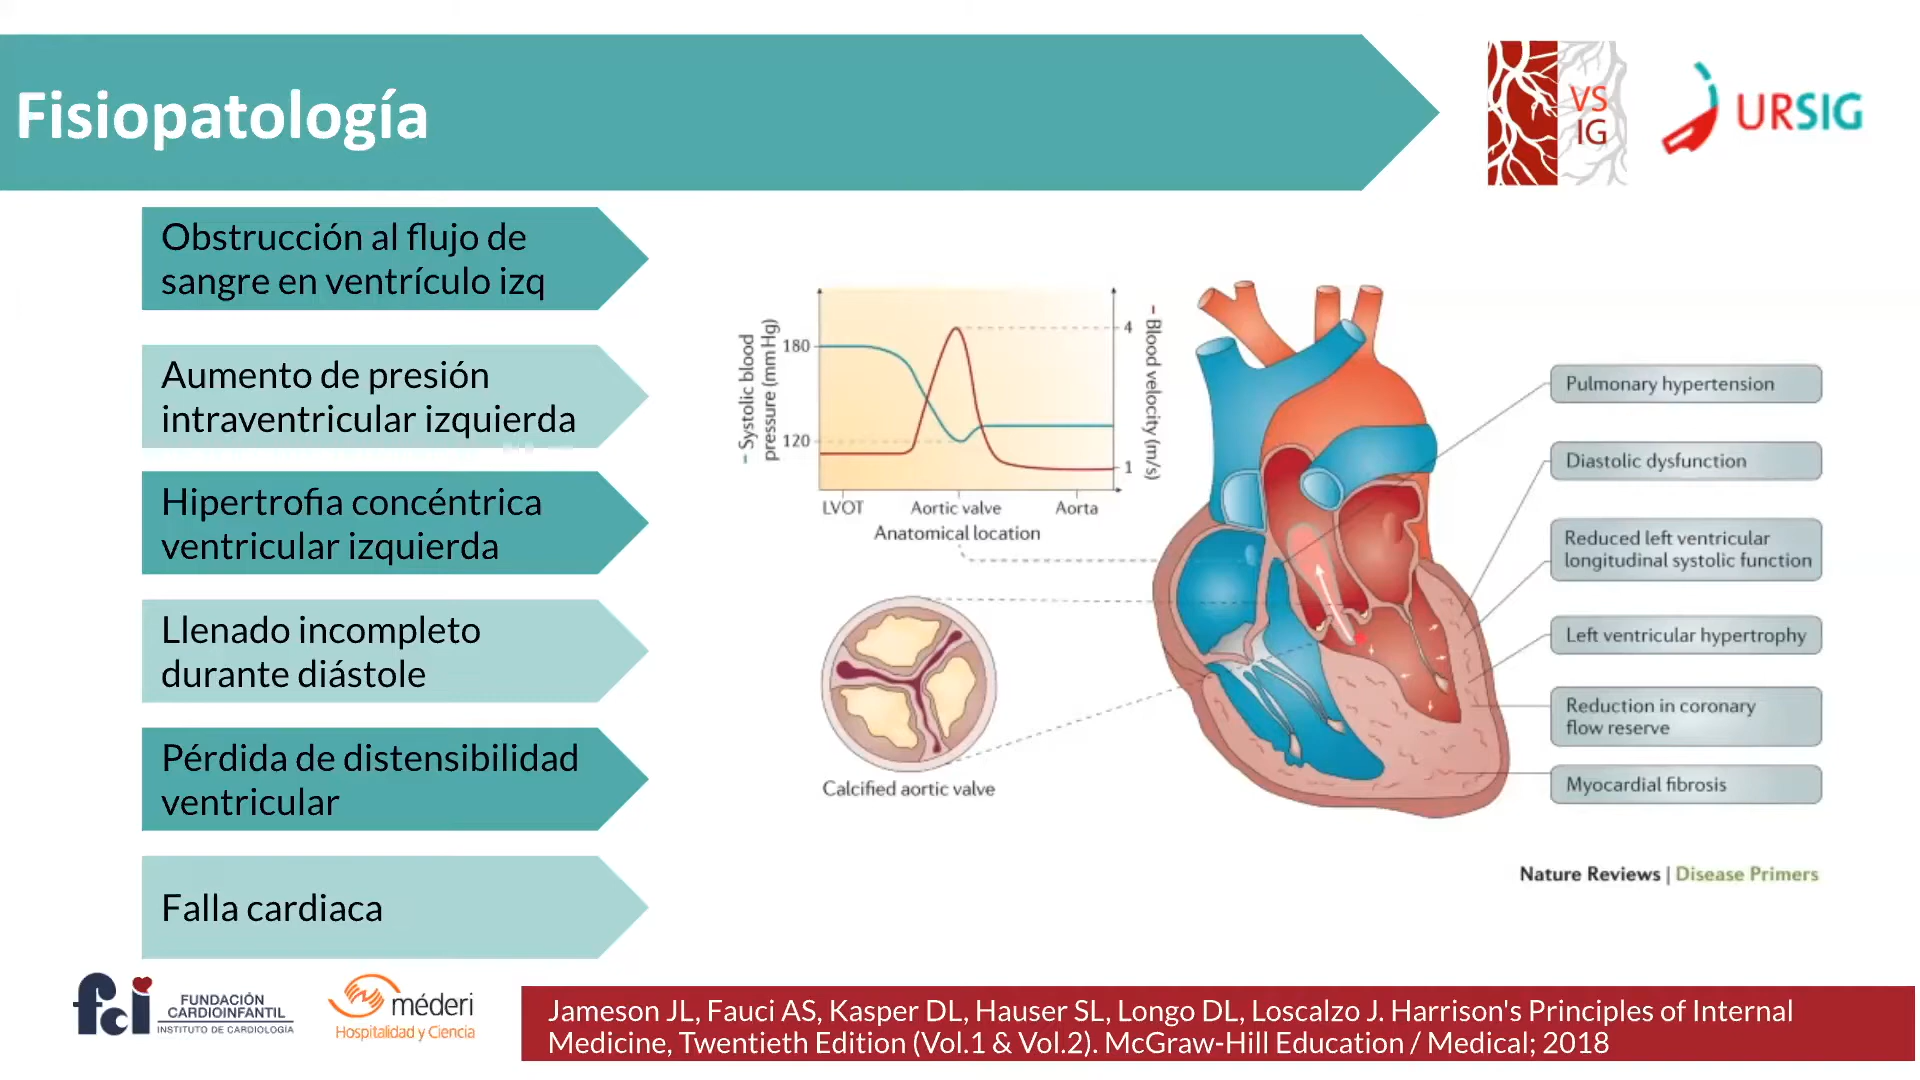 Fisiopatología
VS
IG
URSIG
Obstrucción al flujo de
sangre en ventrículo izq
Aumento de presión
intraventricular izquierda
Hipertrofia concéntrica
ventricular izquierda
Llenado incompleto
durante diástole
Pérdida de distensibilidad
ventricular
Falla cardiaca
– Systolic blood
pressure (mmHg)
180
120
4
1
– Blood velocity (m/s)
LVOT
Aortic valve
Aorta
Anatomical location
Calcified aortic valve
Pulmonary hypertension
Diastolic dysfunction
Reduced left ventricular
longitudinal systolic function
Left ventricular hypertrophy
Reduction in coronary
flow reserve
Myocardial fibrosis
Nature Reviews | Disease Primers
fci
FUNDACIÓN
CARDIOINFANTIL
INSTITUTO DE CARDIOLOGÍA
méderi
Hospitalidad y Ciencia
Jameson JL, Fauci AS, Kasper DL, Hauser SL, Longo DL, Loscalzo J. Harrison's Principles of Internal
Medicine, Twentieth Edition (Vol.1 & Vol.2). McGraw-Hill Education / Medical; 2018